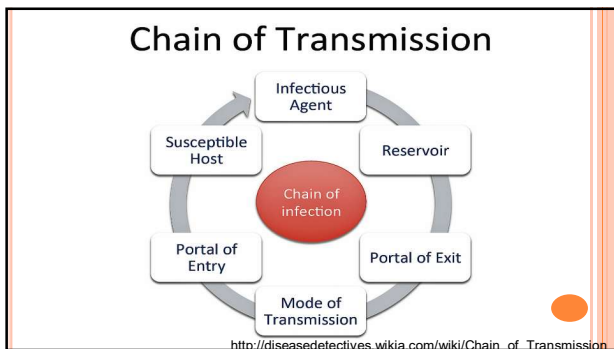 Chain of Transmission
Infectious
Agent
Reservoir
Portal of Exit
Mode of
Transmission
Portal of
Entry
Susceptible
Host
Chain of
infection
http://diseasedetectives.wikia.com/wiki/Chain_of_Transmission